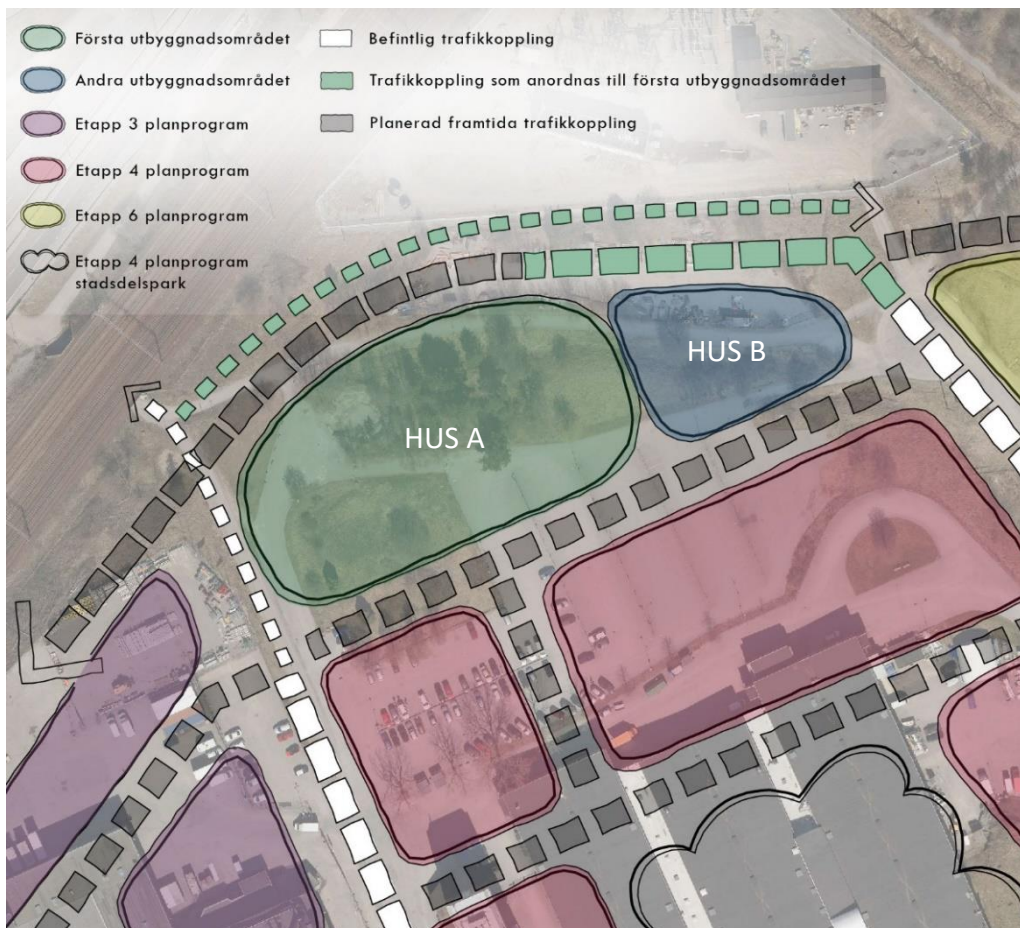 Första utbyggnadsområdet
Andra utbyggnadsområdet
Etapp 3 planprogram
Etapp 4 planprogram
Etapp 6 planprogram
Etapp 4 planprogram
stadsdelspark
Befintlig trafikkoppling
Trafikkoppling som anordnas till första utbyggnadsområdet
Planerad framtida trafikkoppling
HUS A
HUS B